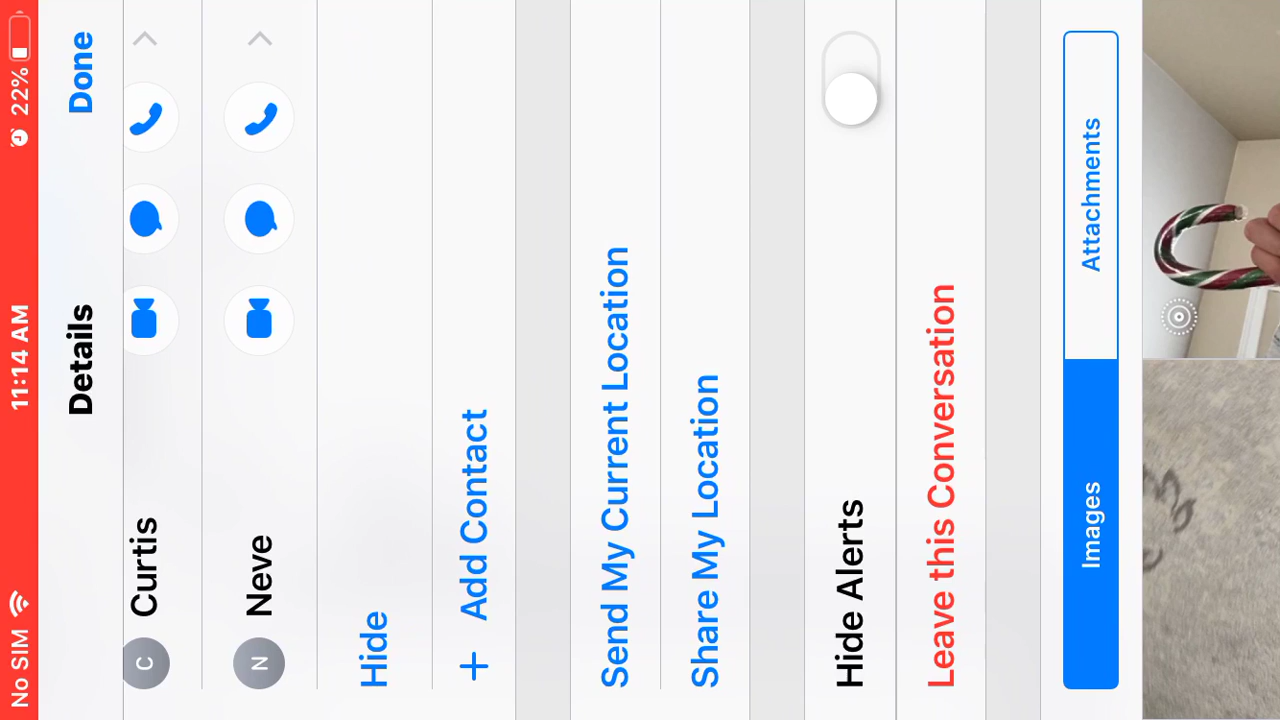 No SIM 11:14 AM 22%
Details Done
C Curtis
N Neve
Hide
+ Add Contact
Send My Current Location
Share My Location
Hide Alerts
Leave this Conversation
Images Attachments